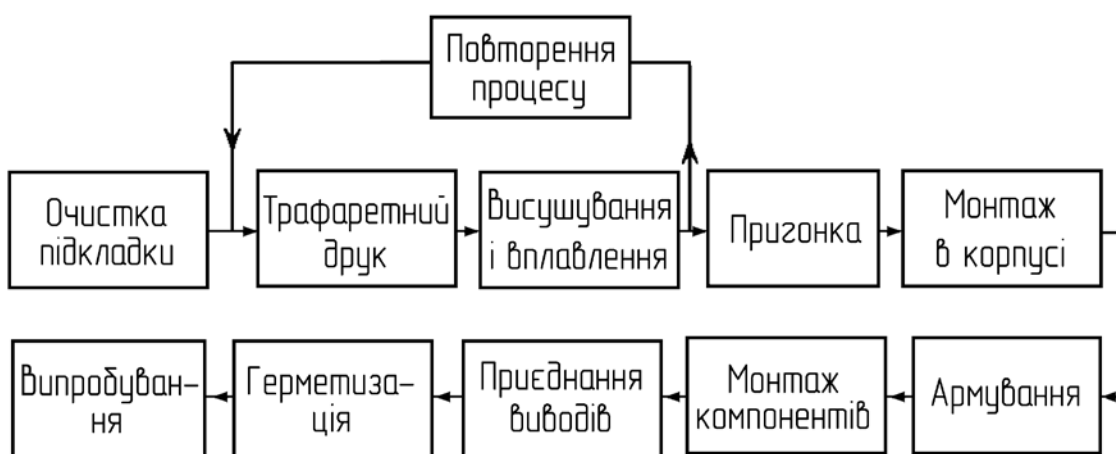 Повторення
процесу
Очистка
підкладки
Трафаретний
друк
Висушування
і вплавлення
Пригонка
Монтаж
в корпусі
Випробуван-
ня
Герметиза-
ція
Приєднання
виводів
Монтаж
компонентів
Армування